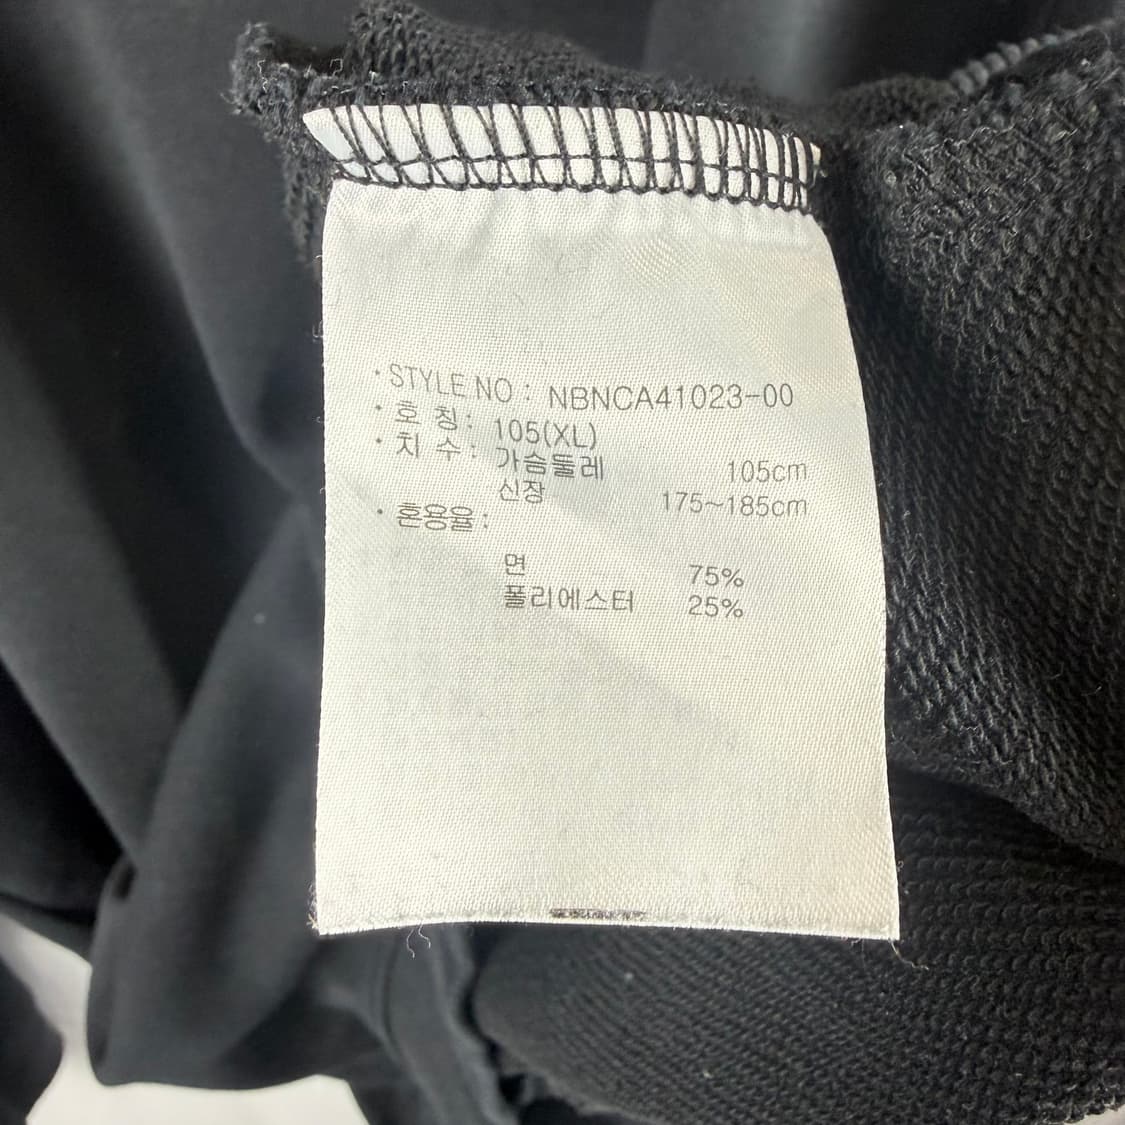 · STYLE NO : NBNCA41023-00
· 호 칭 : 105(XL)
· 치 수 : 가슴둘레 105cm
신장 175~185cm
· 혼용율 :
면 75%
폴리에스터 25%